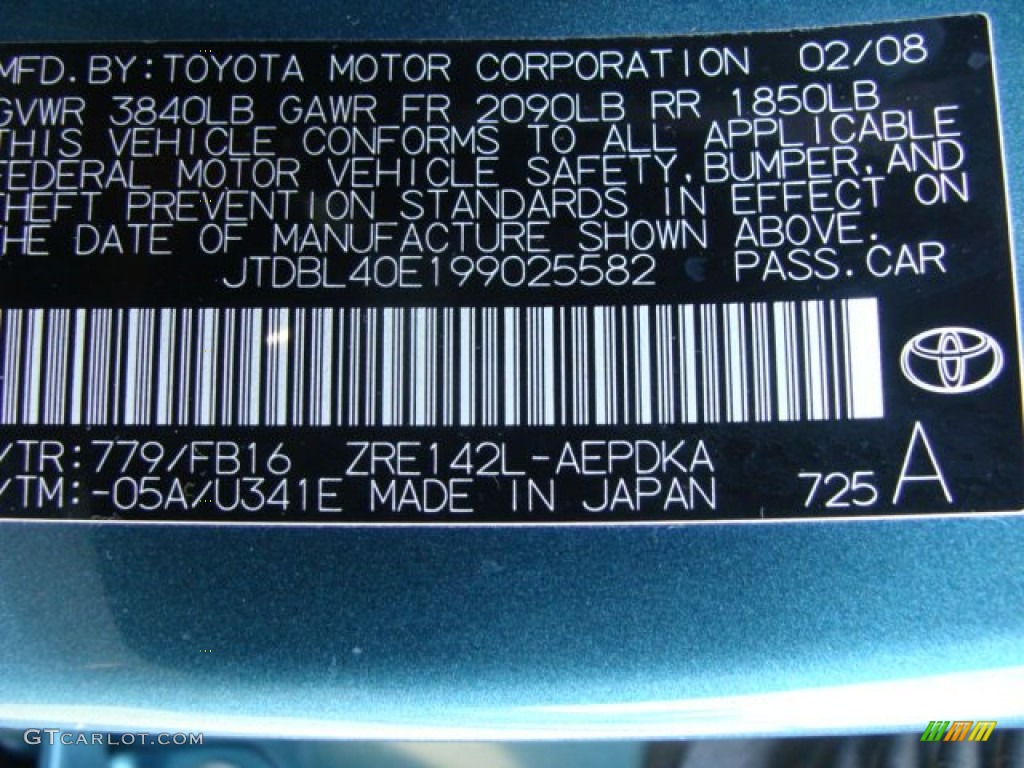 MFD. BY: TOYOTA MOTOR CORPORATION 02/08
GVWR 3840LB GAWR FR 2090LB RR 1850LB
THIS VEHICLE CONFORMS TO ALL APPLICABLE
FEDERAL MOTOR VEHICLE SAFETY, BUMPER, AND
THEFT PREVENTION STANDARDS IN EFFECT ON
THE DATE OF MANUFACTURE SHOWN ABOVE.
JTDBL40E199025582 PASS. CAR
/TR: 779/FB16 ZRE142L-AEPDKA
/TM: -05A/U341E MADE IN JAPAN 725 A
GTCARLOT.COM